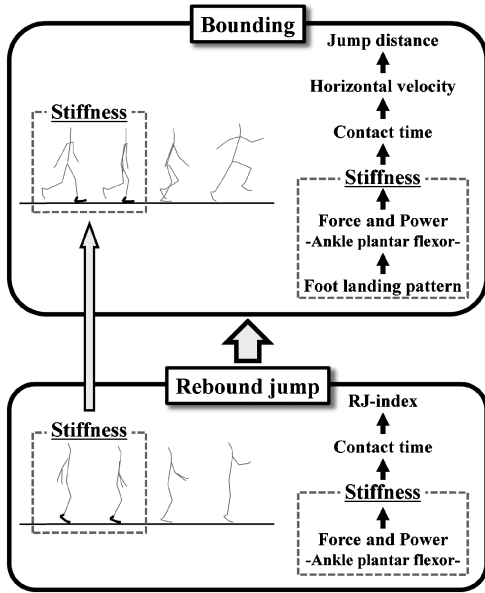 Bounding
Stiffness
Jump distance
Horizontal velocity
Contact time
Stiffness
Force and Power
-Ankle plantar flexor-
Foot landing pattern
Rebound jump
Stiffness
RJ-index
Contact time
Stiffness
Force and Power
-Ankle plantar flexor-